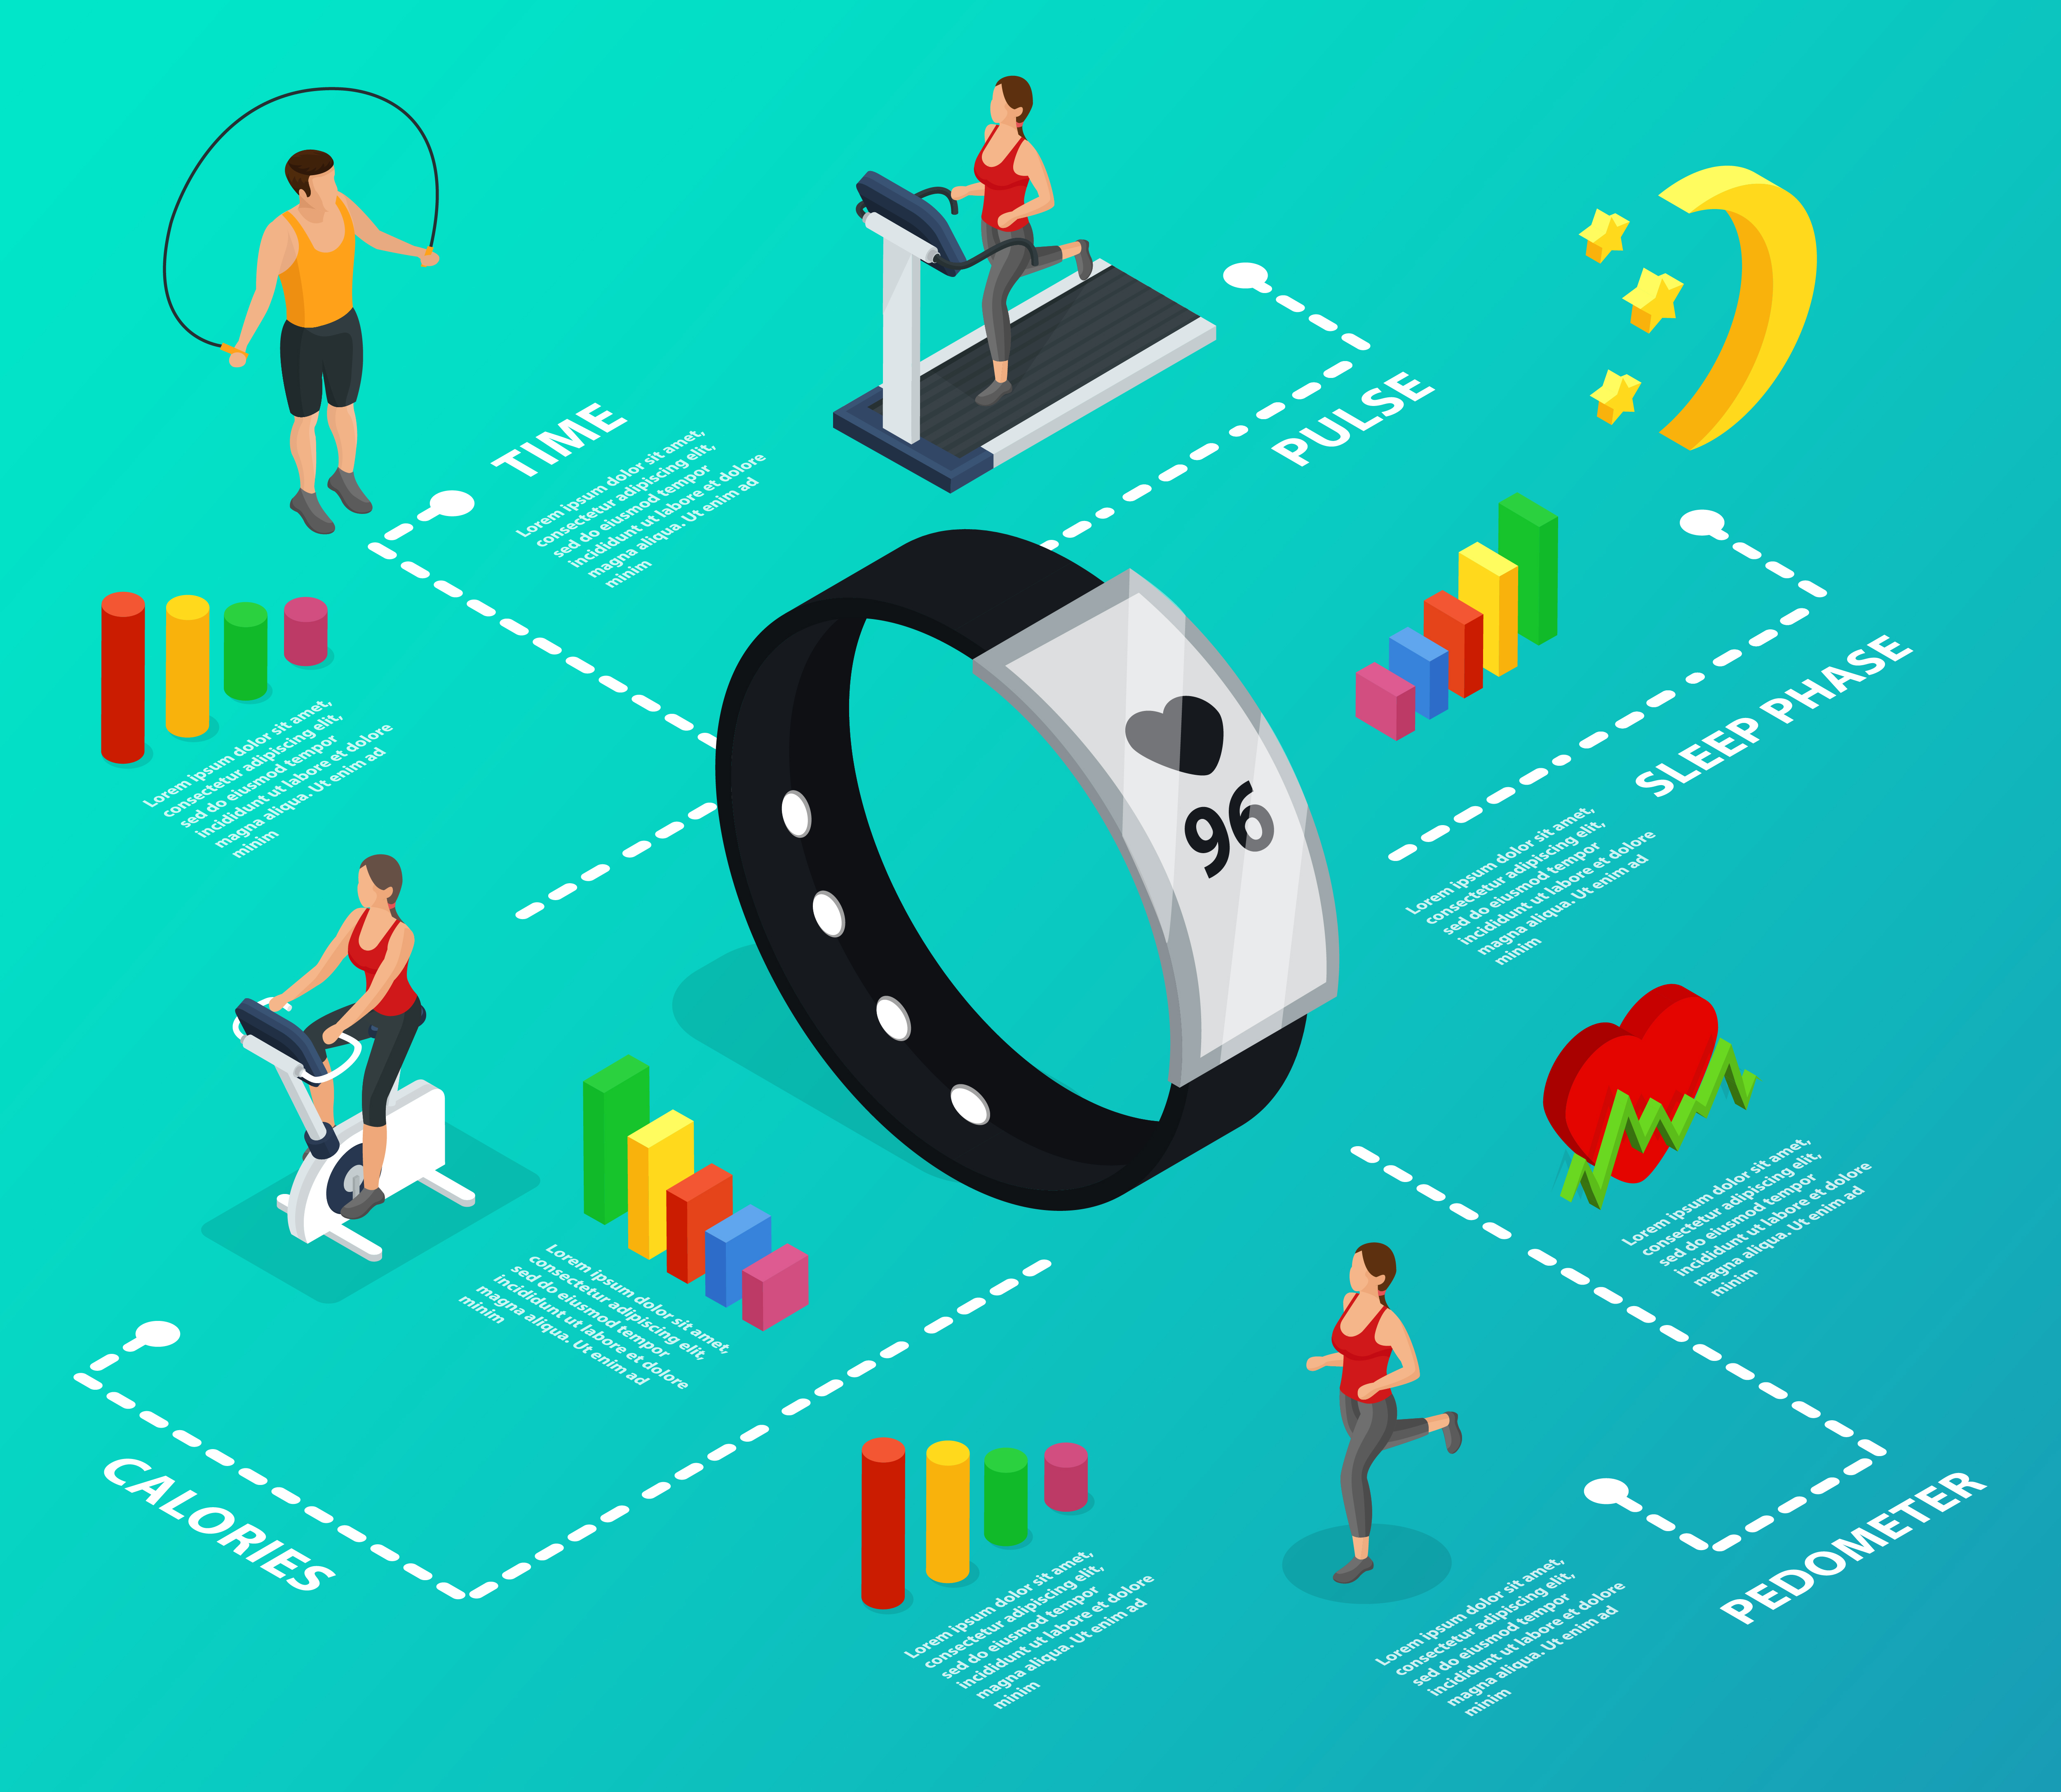 TIME
Lorem ipsum dolor sit amet,
consectetur adipiscing elit,
sed do eiusmod tempor
incididunt ut labore et dolore
magna aliqua. Ut enim ad
minim
PULSE
Lorem ipsum dolor sit amet,
consectetur adipiscing elit,
sed do eiusmod tempor
incididunt ut labore et dolore
magna aliqua. Ut enim ad
minim
96
SLEEP PHASE
Lorem ipsum dolor sit amet,
consectetur adipiscing elit,
sed do eiusmod tempor
incididunt ut labore et dolore
magna aliqua. Ut enim ad
minim
Lorem ipsum dolor sit amet,
consectetur adipiscing elit,
sed do eiusmod tempor
incididunt ut labore et dolore
magna aliqua. Ut enim ad
minim
Lorem ipsum dolor sit amet,
consectetur adipiscing elit,
sed do eiusmod tempor
incididunt ut labore et dolore
magna aliqua. Ut enim ad
minim
CALORIES
Lorem ipsum dolor sit amet,
consectetur adipiscing elit,
sed do eiusmod tempor
incididunt ut labore et dolore
magna aliqua. Ut enim ad
minim
Lorem ipsum dolor sit amet,
consectetur adipiscing elit,
sed do eiusmod tempor
incididunt ut labore et dolore
magna aliqua. Ut enim ad
minim
PEDOMETER